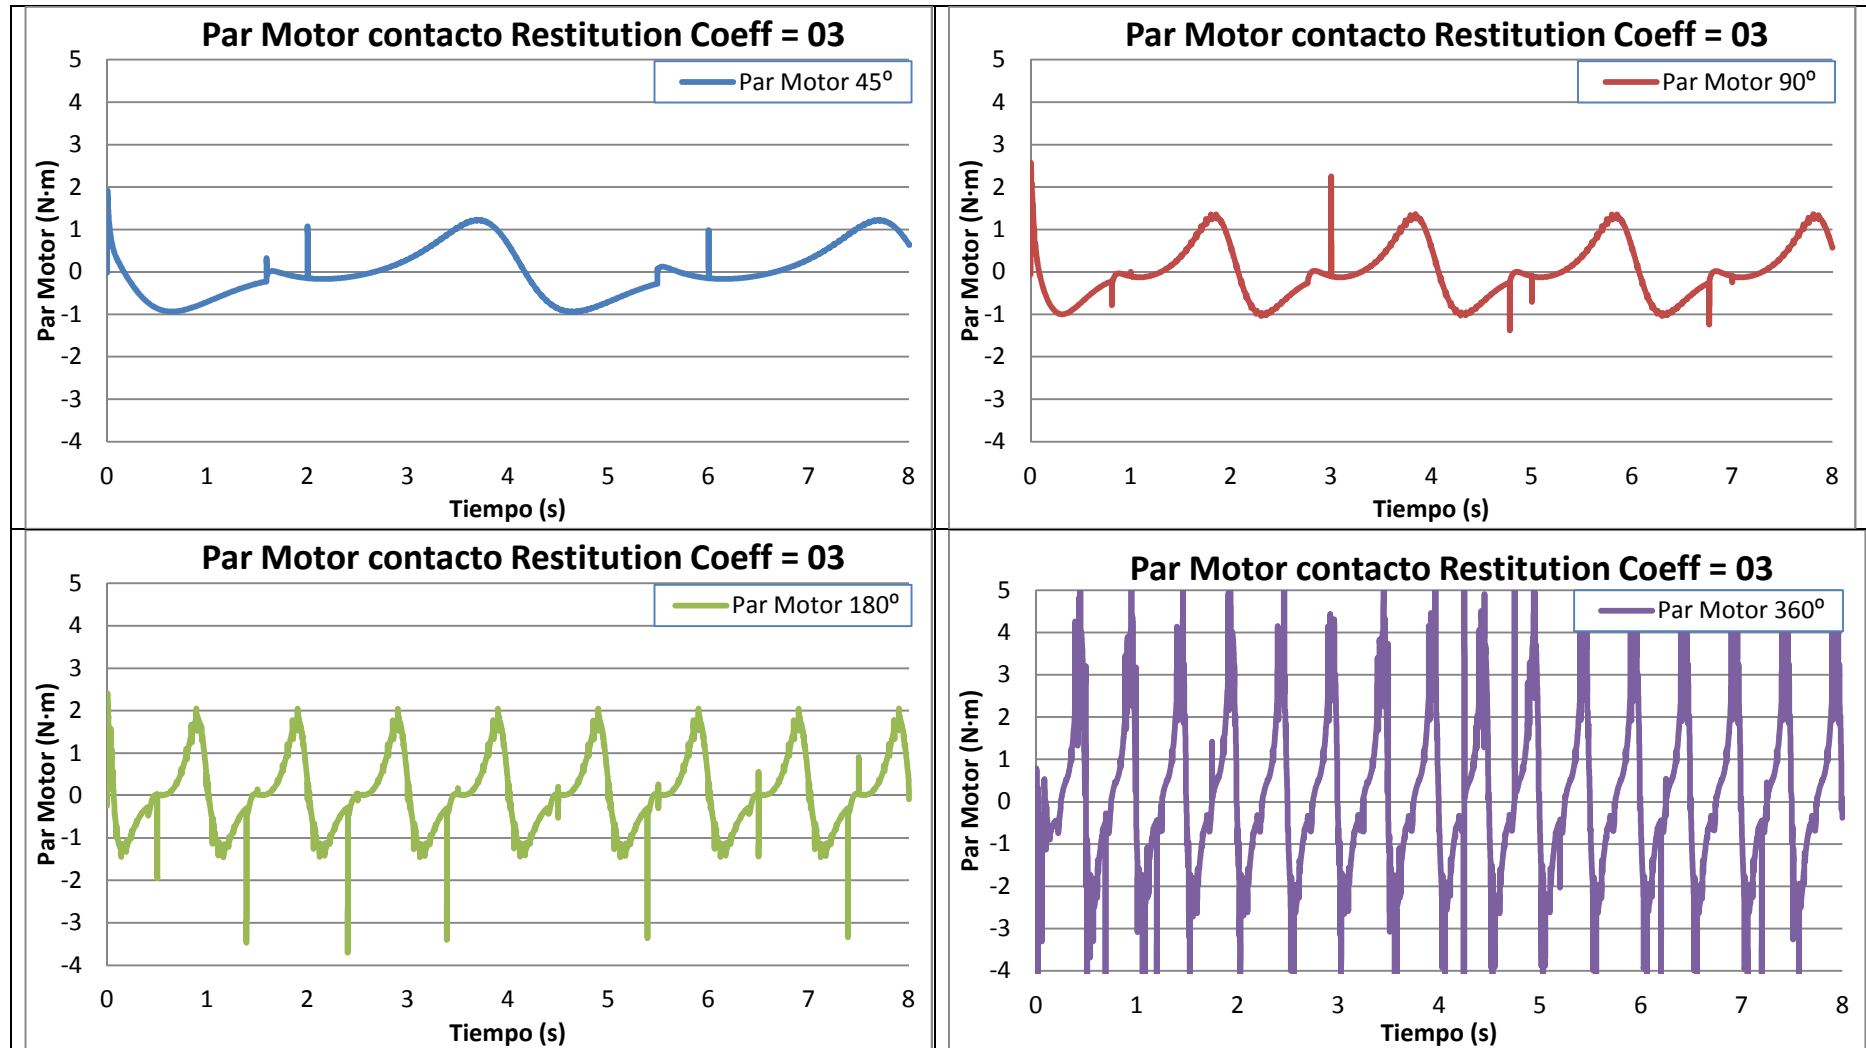 Par Motor contacto Restitution Coeff = 03
Par Motor 45º
5
4
3
2
1
0
-1
-2
-3
-4
Par Motor (N·m)
0 1 2 3 4 5 6 7 8
Tiempo (s)
Par Motor contacto Restitution Coeff = 03
Par Motor 90º
5
4
3
2
1
0
-1
-2
-3
-4
Par Motor (N·m)
0 1 2 3 4 5 6 7 8
Tiempo (s)
Par Motor contacto Restitution Coeff = 03
Par Motor 180º
5
4
3
2
1
0
-1
-2
-3
-4
Par Motor (N·m)
0 1 2 3 4 5 6 7 8
Tiempo (s)
Par Motor contacto Restitution Coeff = 03
Par Motor 360º
5
4
3
2
1
0
-1
-2
-3
-4
Par Motor (N·m)
0 1 2 3 4 5 6 7 8
Tiempo (s)